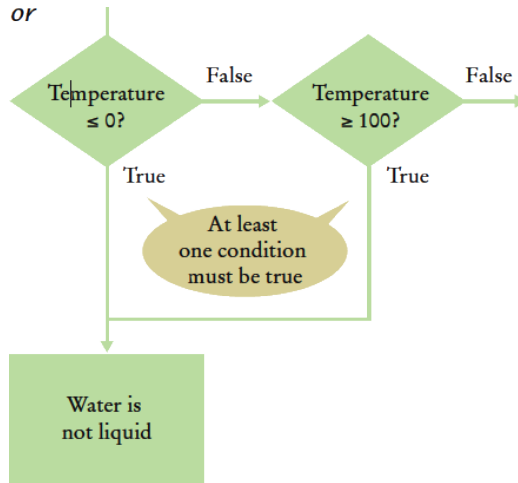 or
False
False
Temperature
≤ 0?
Temperature
≥ 100?
True
True
At least
one condition
must be true
Water is
not liquid